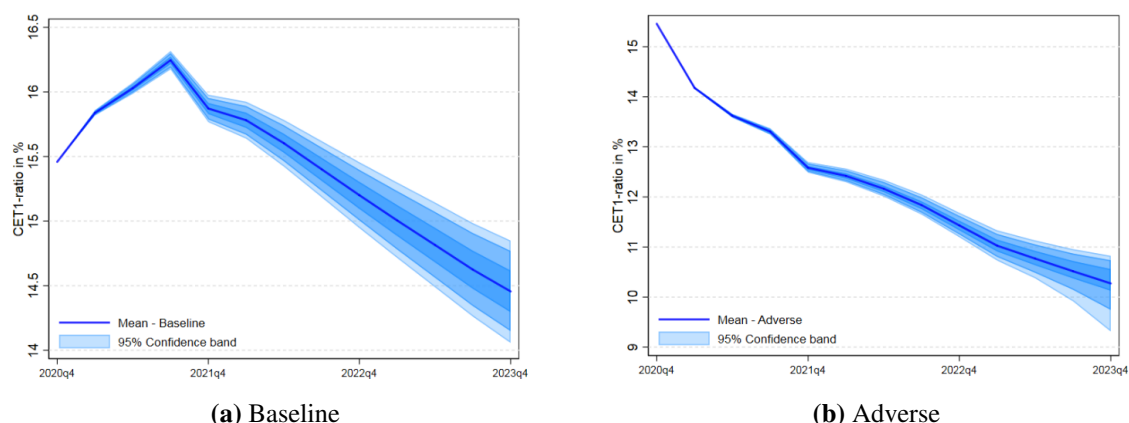 CET1-ratio in %
16.5
16
15.5
15
14.5
14
Mean - Baseline
95% Confidence band
2020q4 2021q4 2022q4 2023q4
(a) Baseline
CET1-ratio in %
15
14
13
12
11
10
9
Mean - Adverse
95% Confidence band
2020q4 2021q4 2022q4 2023q4
(b) Adverse